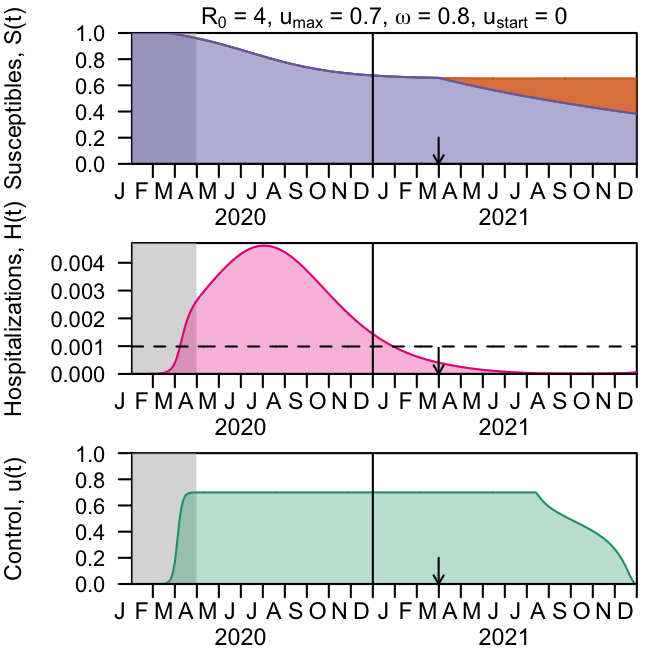 R₀ = 4, uₘₐₓ = 0.7, ω = 0.8, uₛₜₐᵣₜ = 0
Susceptibles, S(t)
1.0
0.8
0.6
0.4
0.2
0.0
J F M A M J J A S O N D J F M A M J J A S O N D
2020 2021
Hospitalizations, H(t)
0.004
0.003
0.002
0.001
0.000
J F M A M J J A S O N D J F M A M J J A S O N D
2020 2021
Control, u(t)
1.0
0.8
0.6
0.4
0.2
0.0
J F M A M J J A S O N D J F M A M J J A S O N D
2020 2021